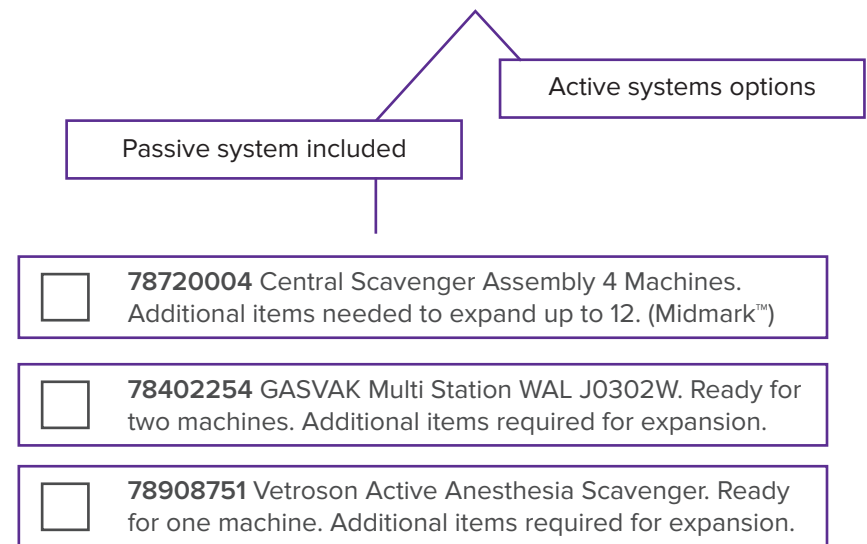 Active systems options
Passive system included
78720004 Central Scavenger Assembly 4 Machines.
Additional items needed to expand up to 12. (Midmark™)
78402254 GASVAK Multi Station WAL J0302W. Ready for
two machines. Additional items required for expansion.
78908751 Vetroson Active Anesthesia Scavenger. Ready
for one machine. Additional items required for expansion.